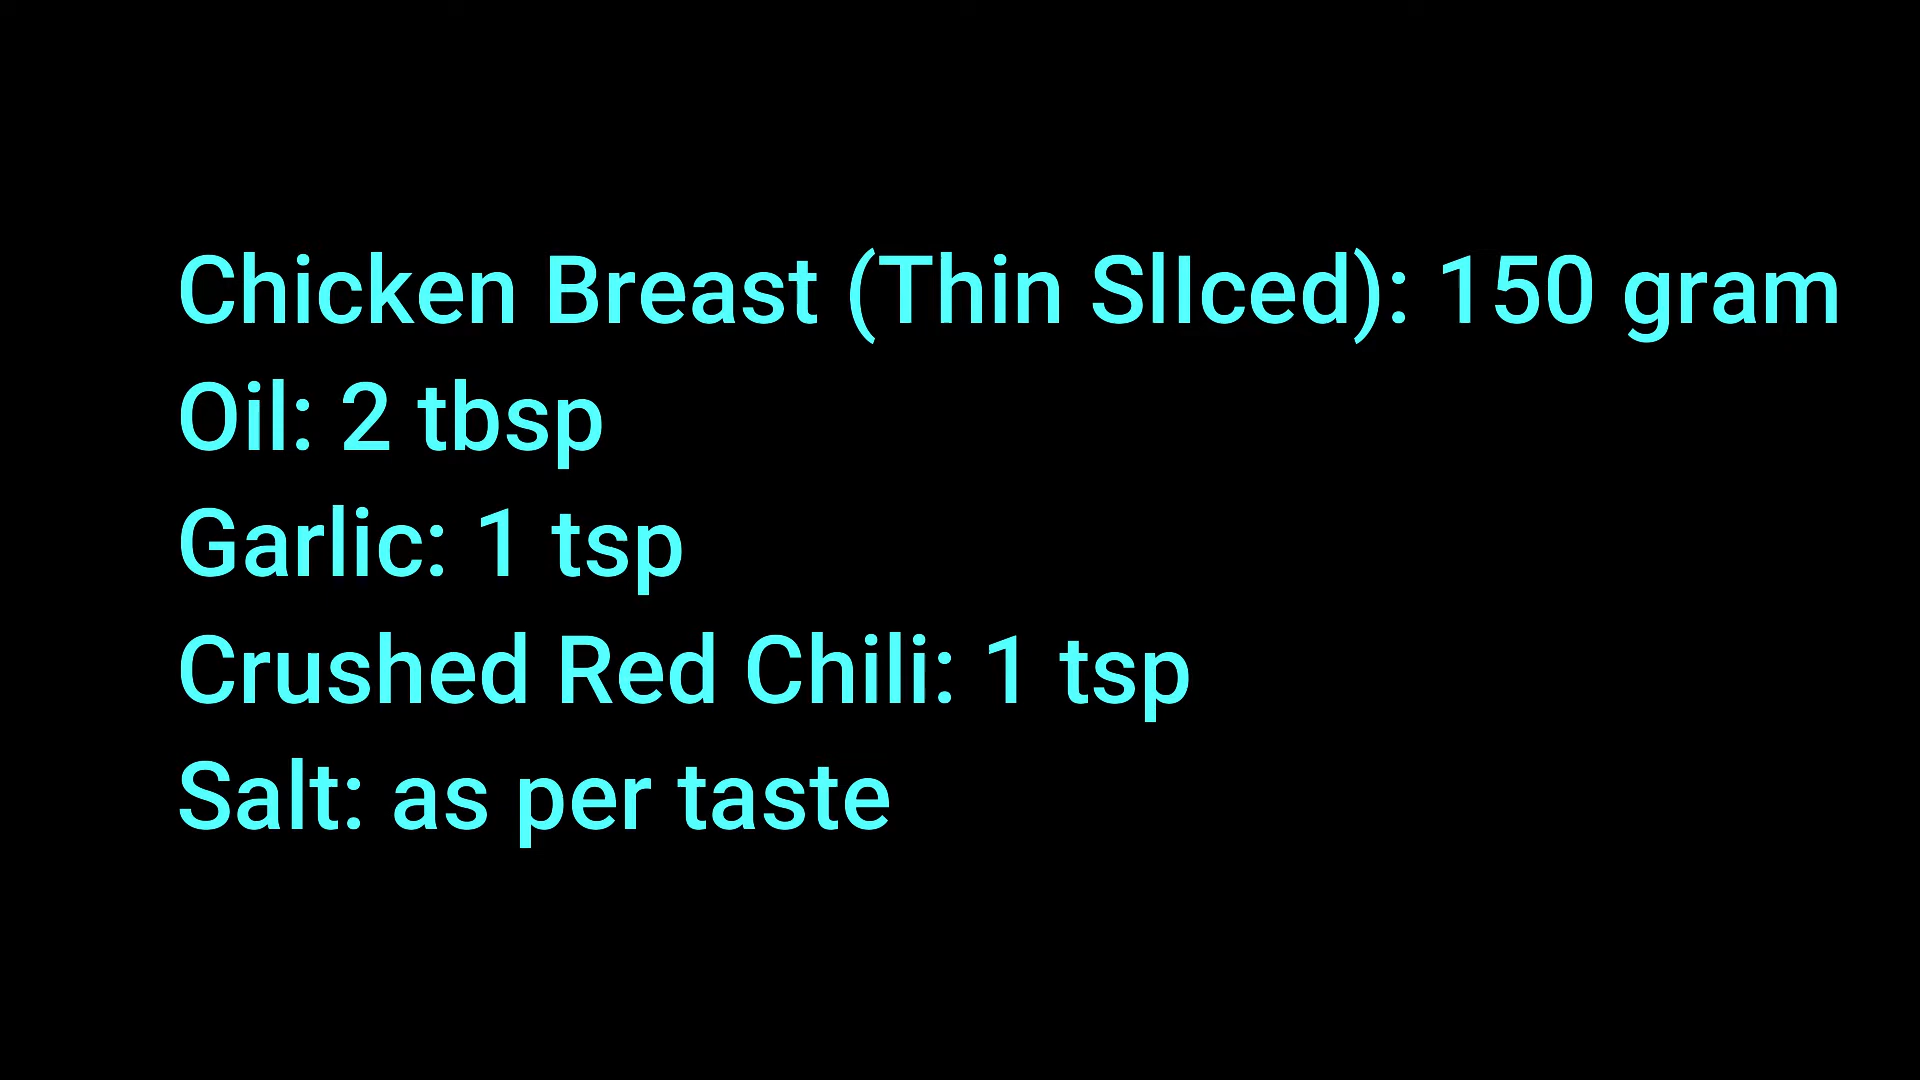 Chicken Breast (Thin SlIced): 150 gram
Oil: 2 tbsp
Garlic: 1 tsp
Crushed Red Chili: 1 tsp
Salt: as per taste